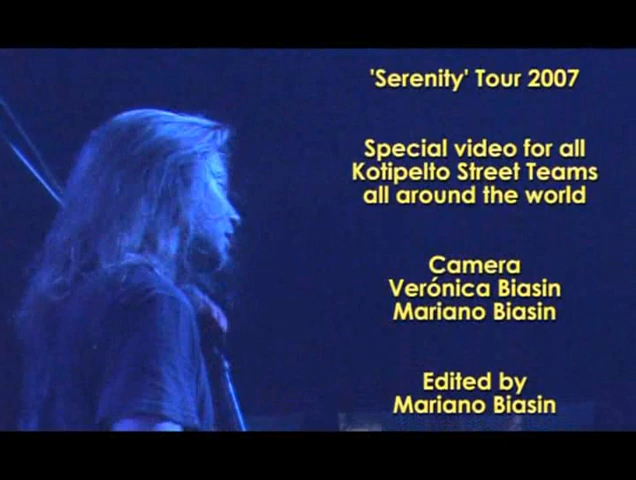 'Serenity' Tour 2007
Special video for all
Kotipelto Street Teams
all around the world
Camera
Verónica Biasin
Mariano Biasin
Edited by
Mariano Biasin